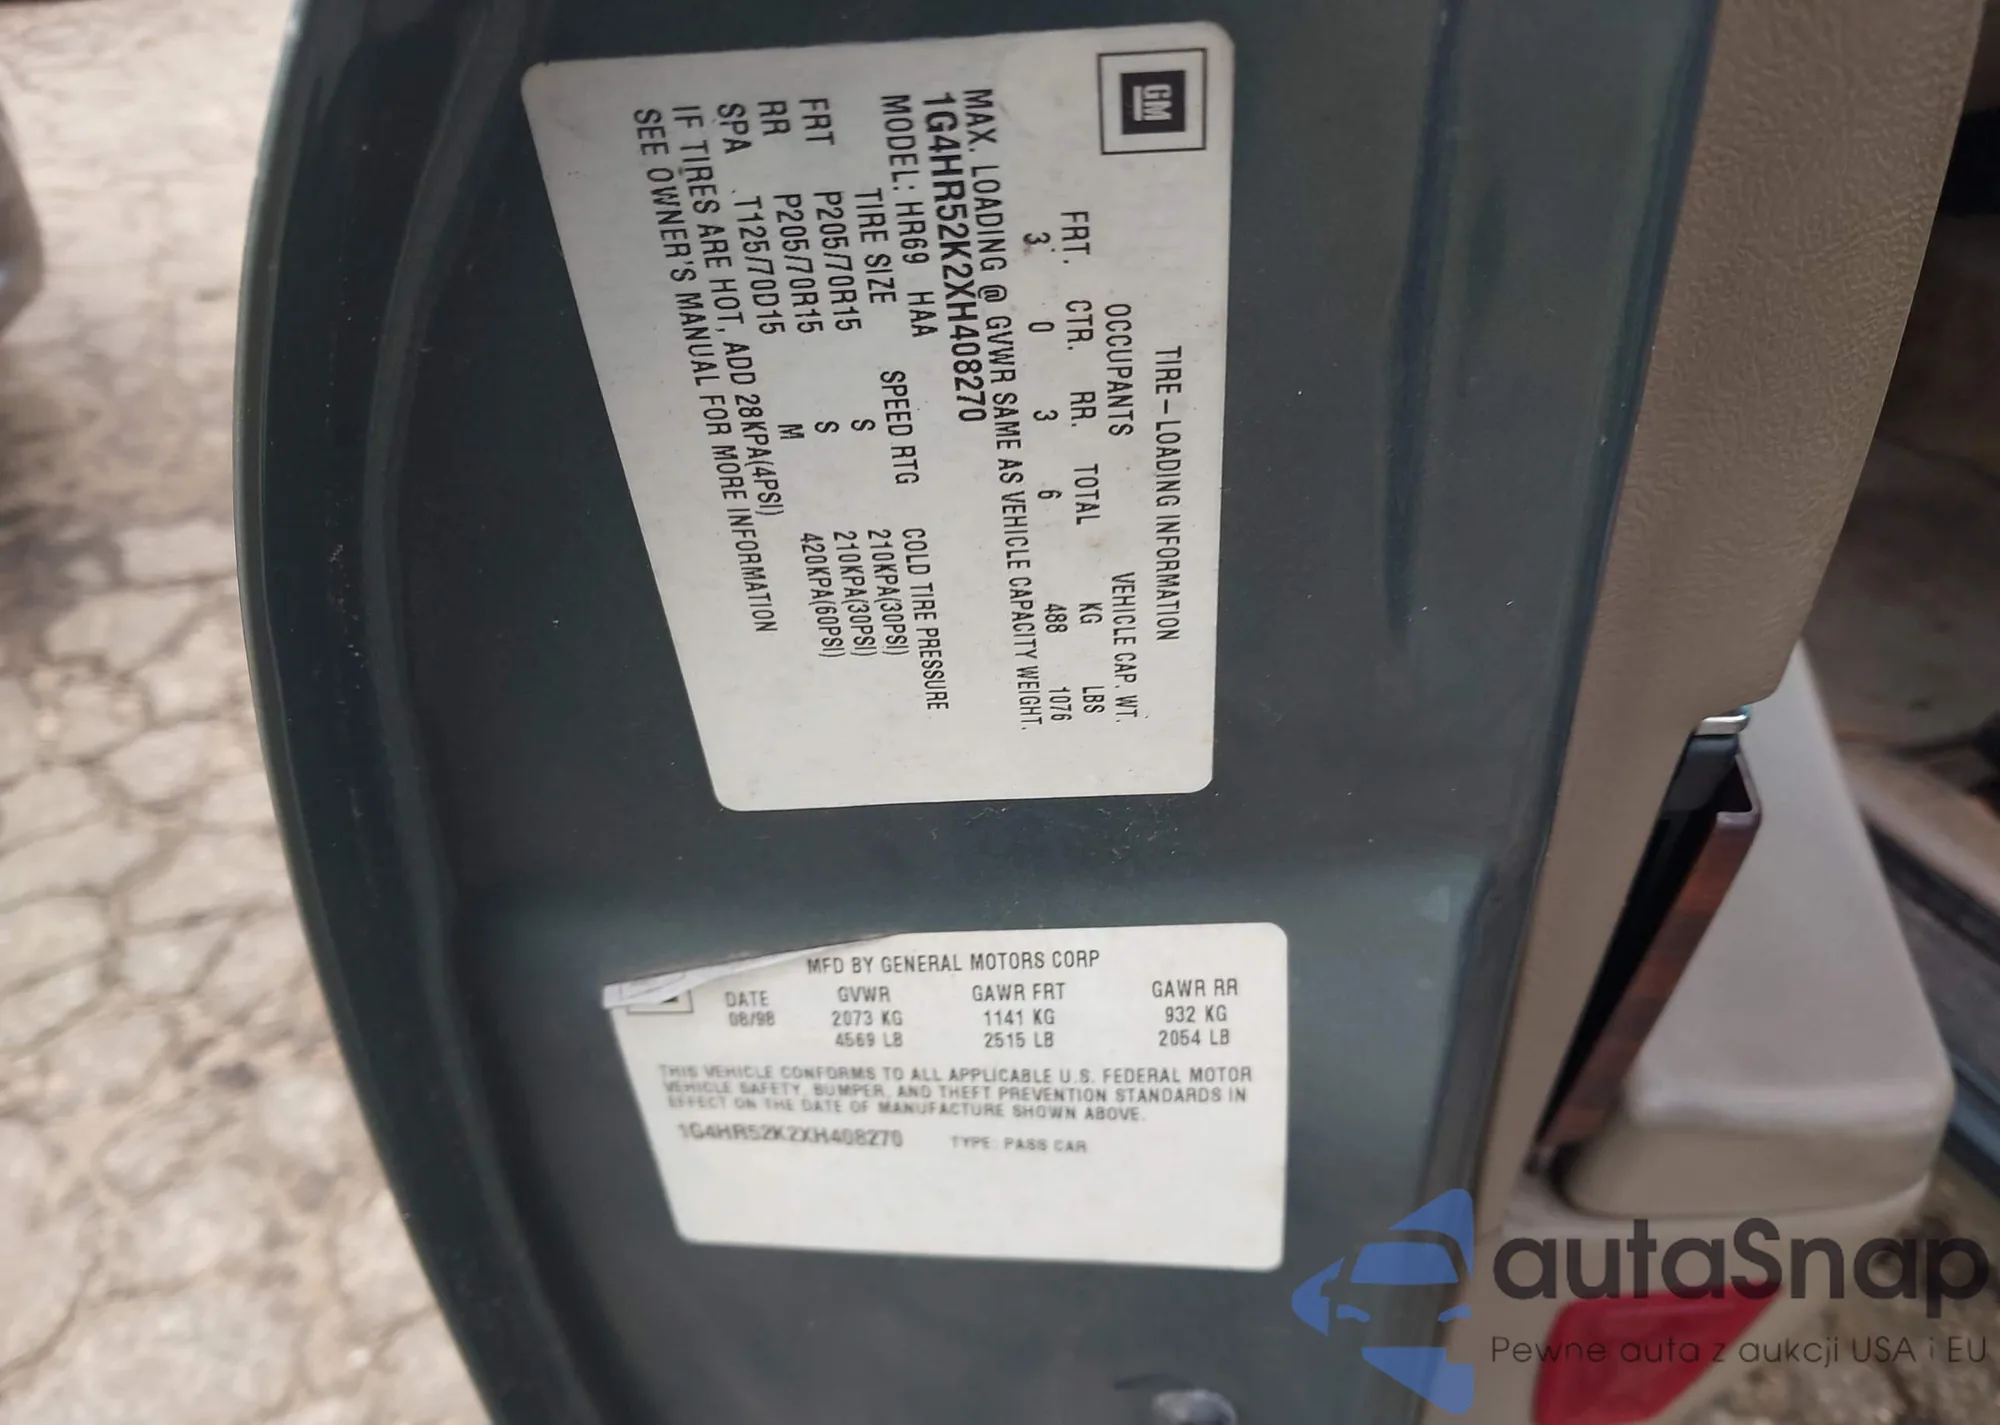 GM
TIRE-LOADING INFORMATION
OCCUPANTS VEHICLE CAP. WT.
FRT. CTR. RR. TOTAL KG LBS
3 0 3 6 488 1076
MAX. LOADING @ GVWR SAME AS VEHICLE CAPACITY WEIGHT.
1G4HR52K2XH408270
MODEL: HR69 HAA
TIRE SIZE SPEED RTG COLD TIRE PRESSURE
FRT P205/70R15 S 210KPA(30PSI)
RR P205/70R15 S 210KPA(30PSI)
SPA T125/70D15 M 420KPA(60PSI)
IF TIRES ARE HOT, ADD 28KPA(4PSI)
SEE OWNER'S MANUAL FOR MORE INFORMATION
MFD BY GENERAL MOTORS CORP
DATE GVWR GAWR FRT GAWR RR
08/98 2073 KG 1141 KG 932 KG
4569 LB 2515 LB 2054 LB
THIS VEHICLE CONFORMS TO ALL APPLICABLE U.S. FEDERAL MOTOR
VEHICLE SAFETY, BUMPER, AND THEFT PREVENTION STANDARDS IN
EFFECT ON THE DATE OF MANUFACTURE SHOWN ABOVE.
1G4HR52K2XH408270 TYPE: PASS CAR
autaSnap
Pewne auta z aukcji USA i EU